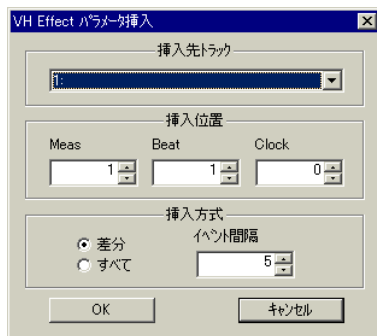 VH Effect パラメータ挿入
挿入先トラック
1:
挿入位置
Meas Beat Clock
1 1 0
挿入方式
差分
すべて
イベント間隔
5
OK キャンセル